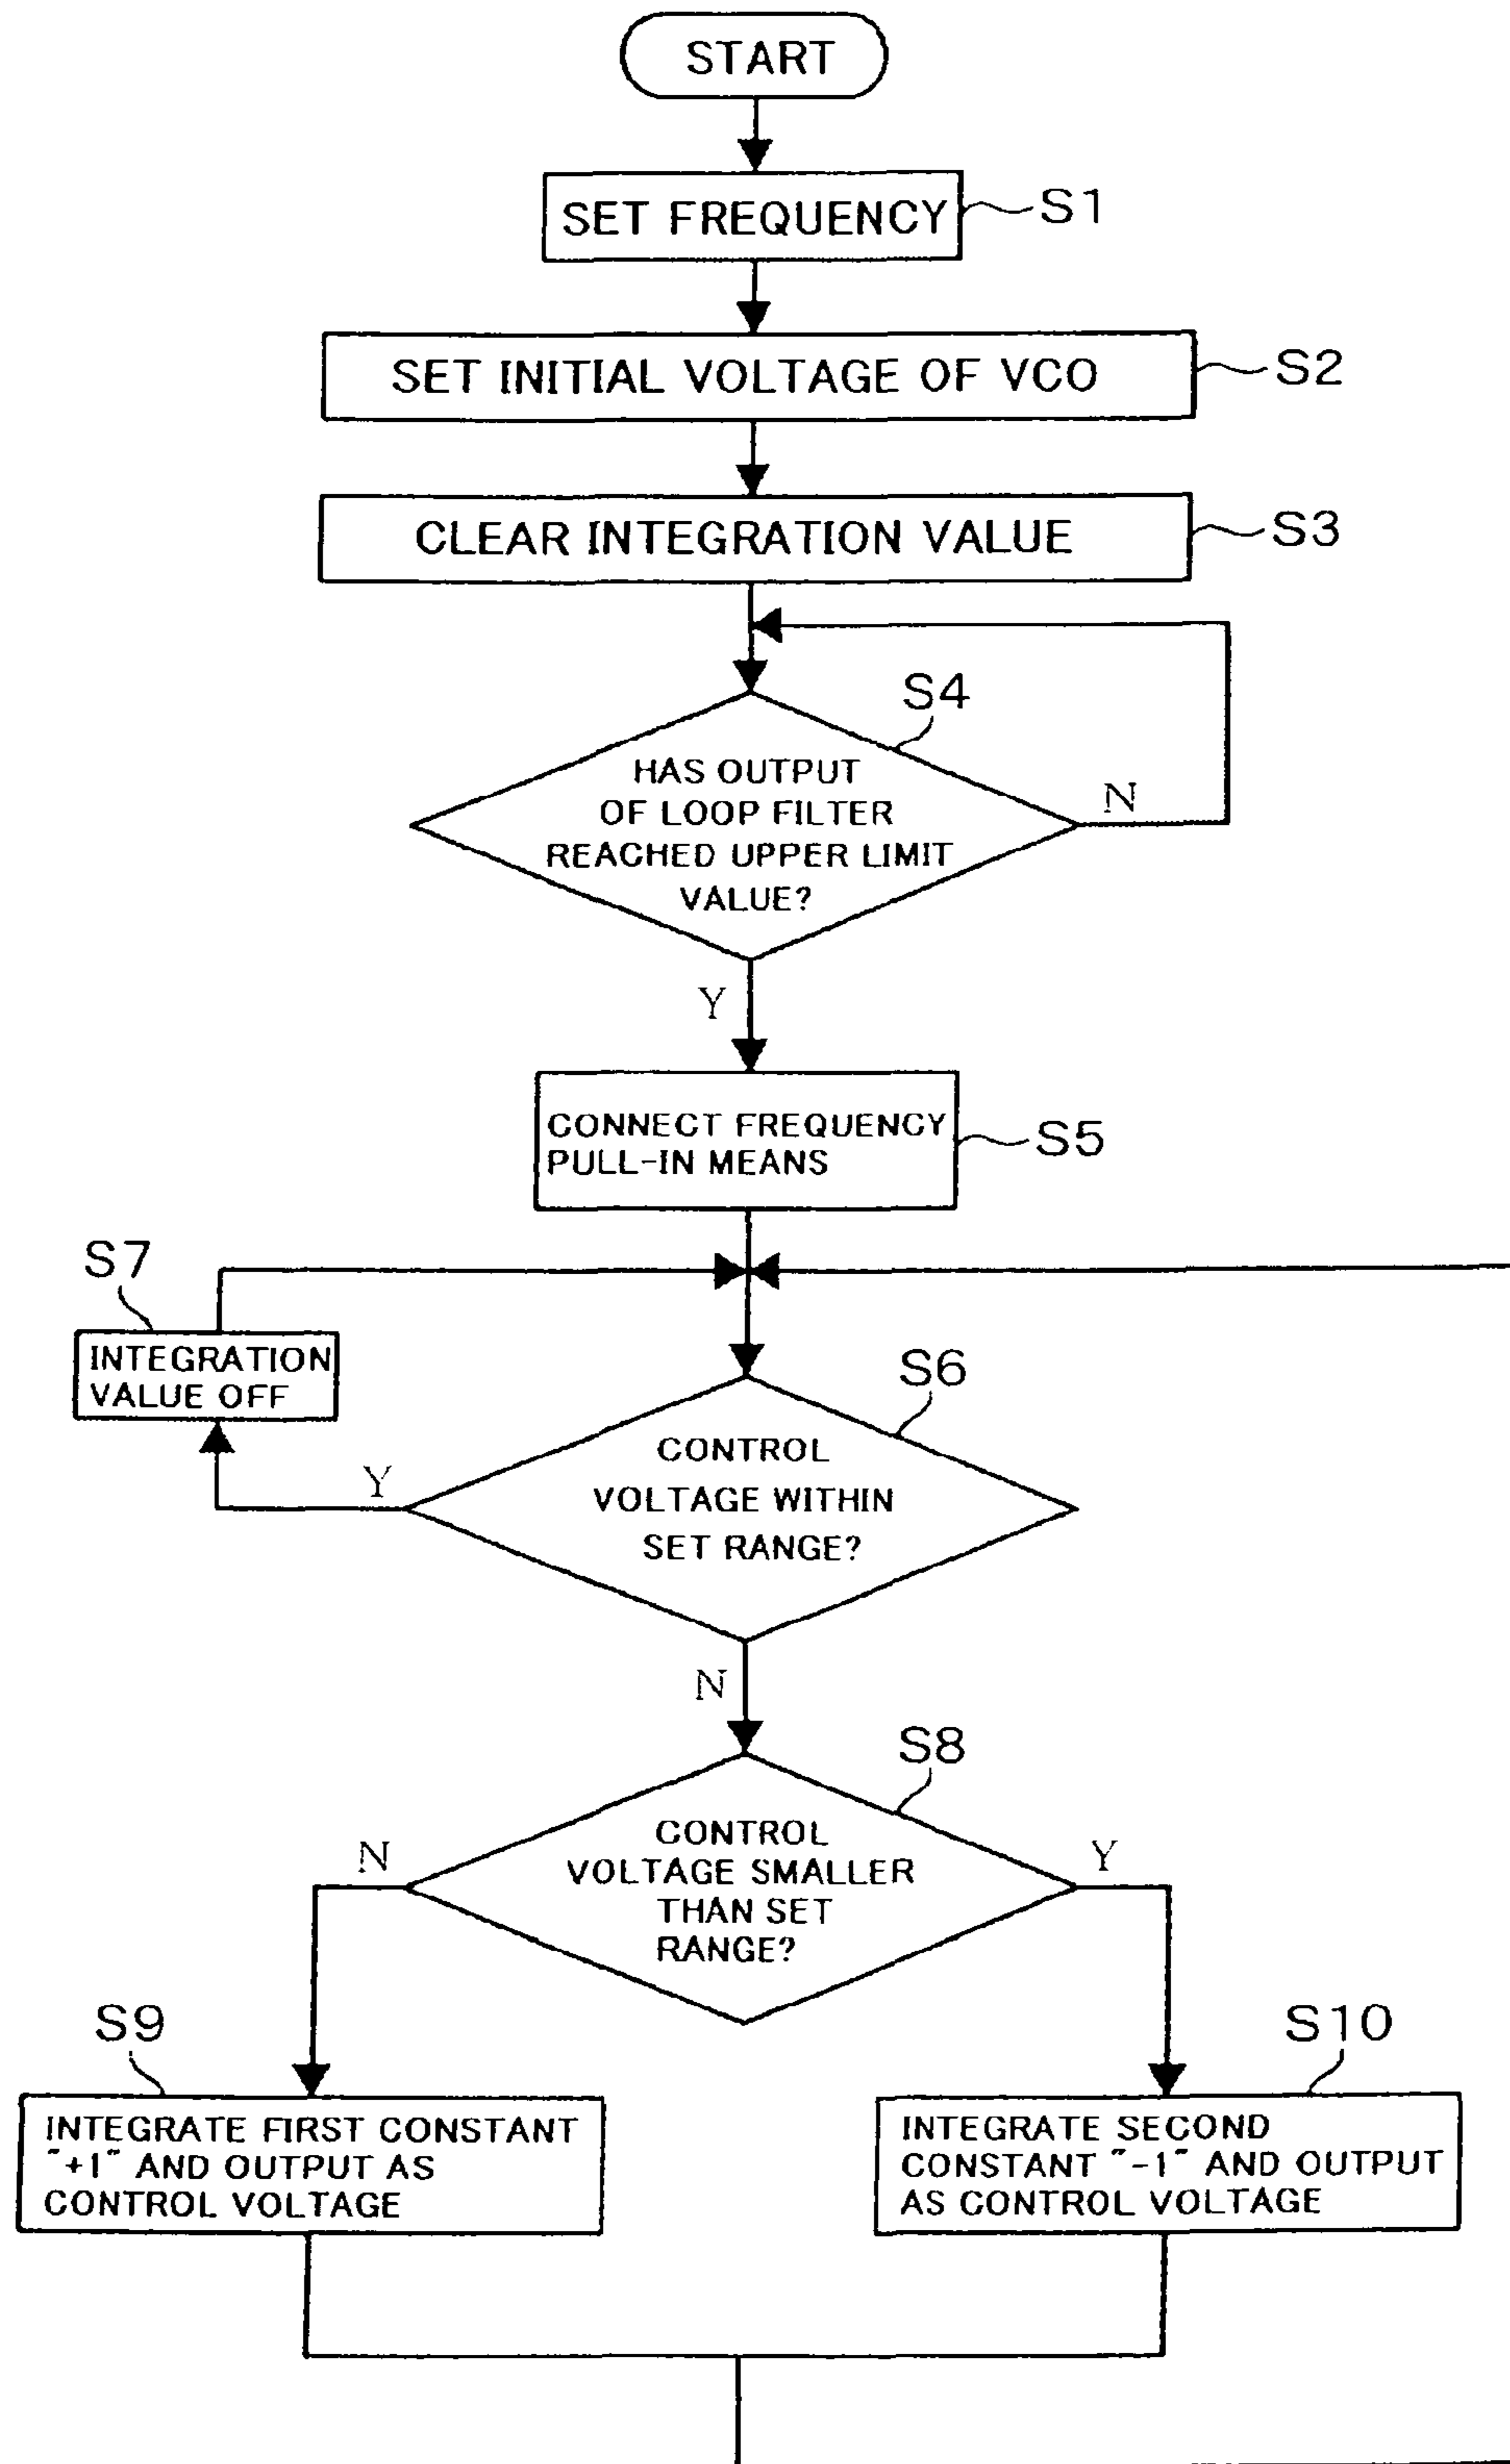 START
SET FREQUENCY
S1
SET INITIAL VOLTAGE OF VCO
S2
CLEAR INTEGRATION VALUE
S3
S4
HAS OUTPUT
OF LOOP FILTER
REACHED UPPER LIMIT
VALUE?
N
Y
CONNECT FREQUENCY
PULL-IN MEANS
S5
S7
INTEGRATION
VALUE OFF
S6
CONTROL
VOLTAGE WITHIN
SET RANGE?
Y
N
S8
CONTROL
VOLTAGE SMALLER
THAN SET
RANGE?
N
Y
S9
INTEGRATE FIRST CONSTANT
"+1" AND OUTPUT AS
CONTROL VOLTAGE
S10
INTEGRATE SECOND
CONSTANT "-1" AND OUTPUT
AS CONTROL VOLTAGE